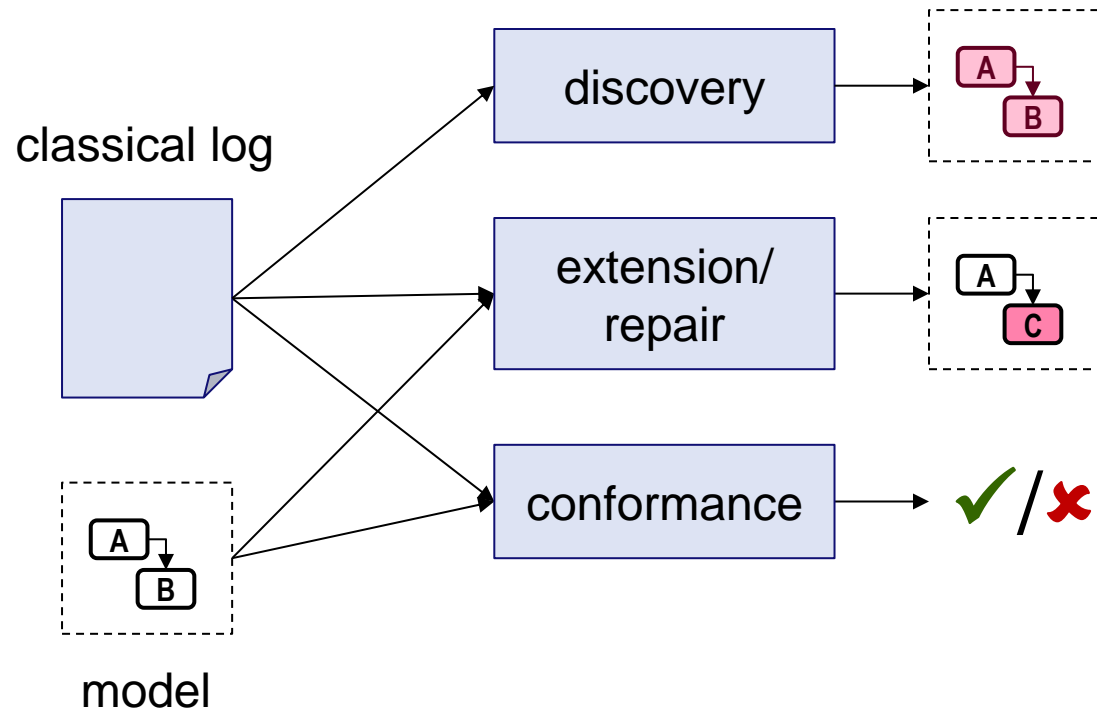 classical log
discovery
A
B
extension/
repair
A
C
conformance
✓/✘
A
B
model